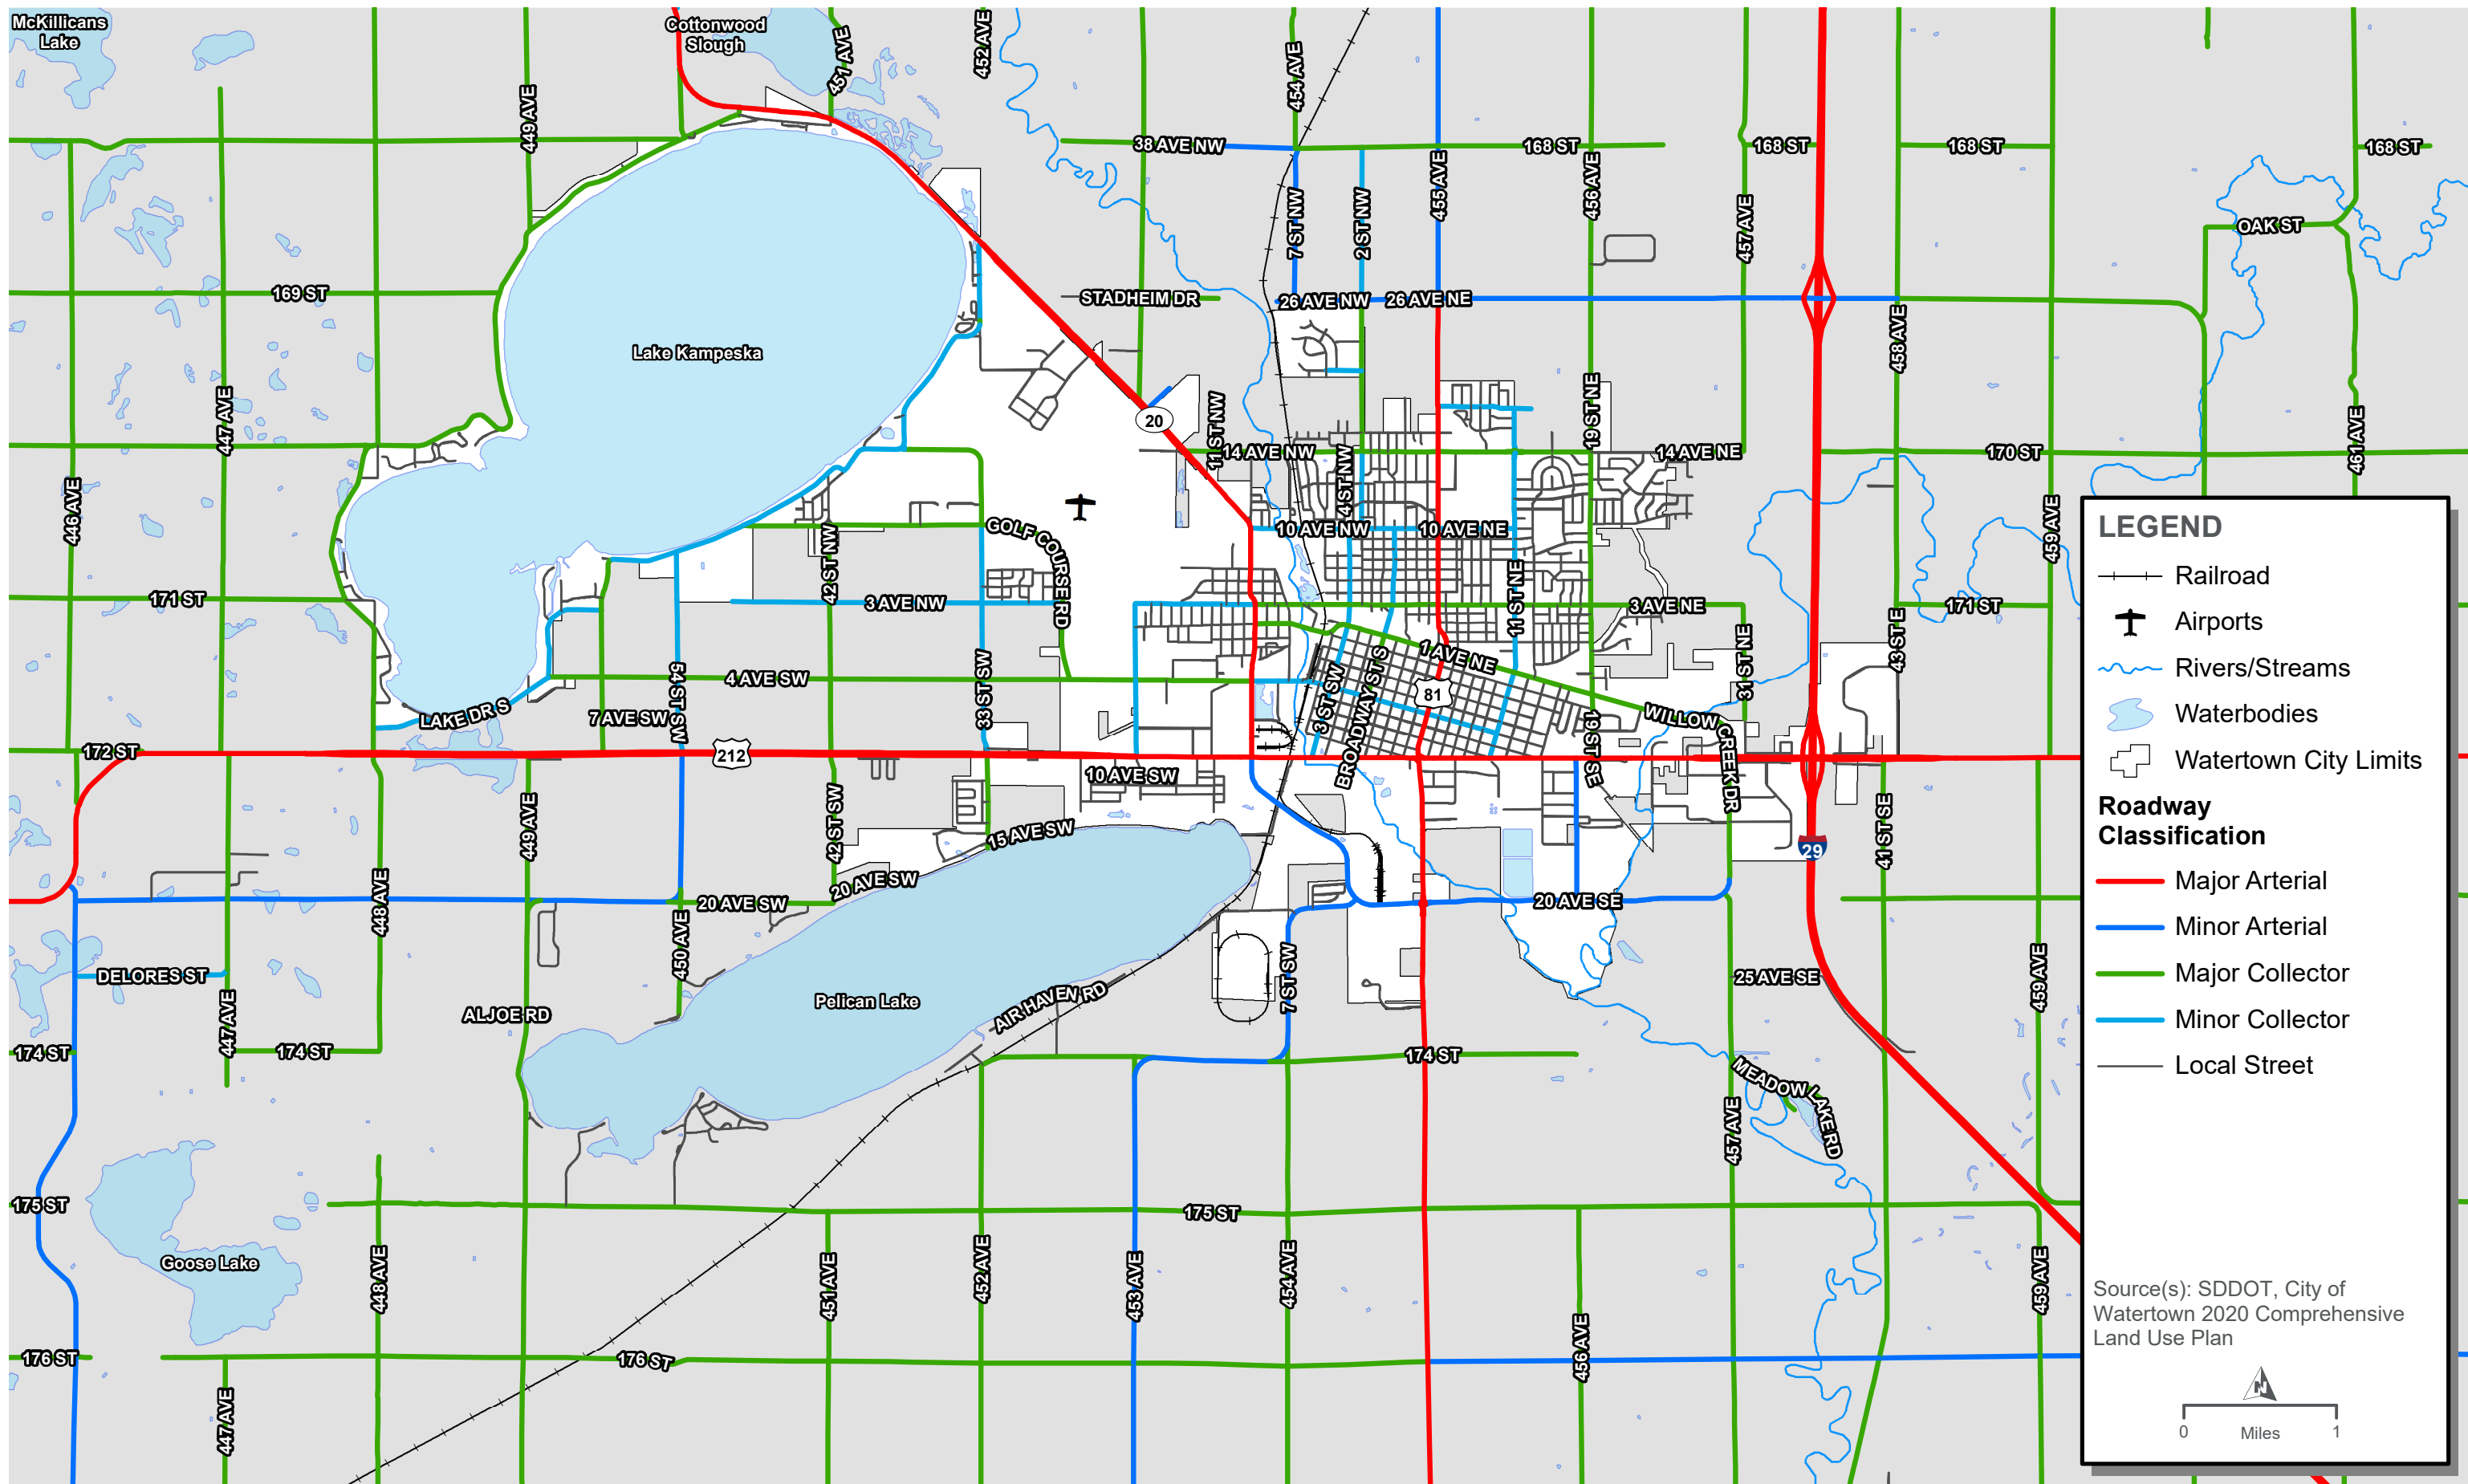 McKillicans
Lake
Cottonwood
Slough
451 AVE
452 AVE
454 AVE
449 AVE
38 AVE NW
168 ST
168 ST
168 ST
168 ST
455 AVE
456 AVE
457 AVE
7 ST NW
2 ST NW
OAK ST
169 ST
STADHEIM DR
26 AVE NW
26 AVE NE
458 AVE
Lake Kampeska
447 AVE
20
11 ST NW
14 AVE NW
4 ST NW
19 ST NE
14 AVE NE
170 ST
461 AVE
446 AVE
459 AVE
GOLF COURSE RD
10 AVE NW
10 AVE NE
42 ST NW
171 ST
3 AVE NW
11 ST NE
3 AVE NE
171 ST
43 ST E
31 ST NE
1 AVE NE
54 ST SW
4 AVE SW
33 ST SW
3 ST SW
BROADWAY ST S
81
LAKE DR S
7 AVE SW
19 ST SE
WILLOW CREEK DR
172 ST
212
10 AVE SW
449 AVE
42 ST SW
15 AVE SW
41 ST SE
29
448 AVE
20 AVE SW
20 AVE SW
20 AVE SE
450 AVE
DELORES ST
7 ST SW
25 AVE SE
459 AVE
447 AVE
ALJOE RD
Pelican Lake
AIR HAVEN RD
174 ST
174 ST
174 ST
MEADOW LAKE RD
457 AVE
175 ST
175 ST
Goose Lake
448 AVE
451 AVE
452 AVE
453 AVE
454 AVE
459 AVE
456 AVE
176 ST
176 ST
447 AVE
LEGEND
Railroad
Airports
Rivers/Streams
Waterbodies
Watertown City Limits
Roadway
Classification
Major Arterial
Minor Arterial
Major Collector
Minor Collector
Local Street
Source(s): SDDOT, City of
Watertown 2020 Comprehensive
Land Use Plan
N
0 Miles 1